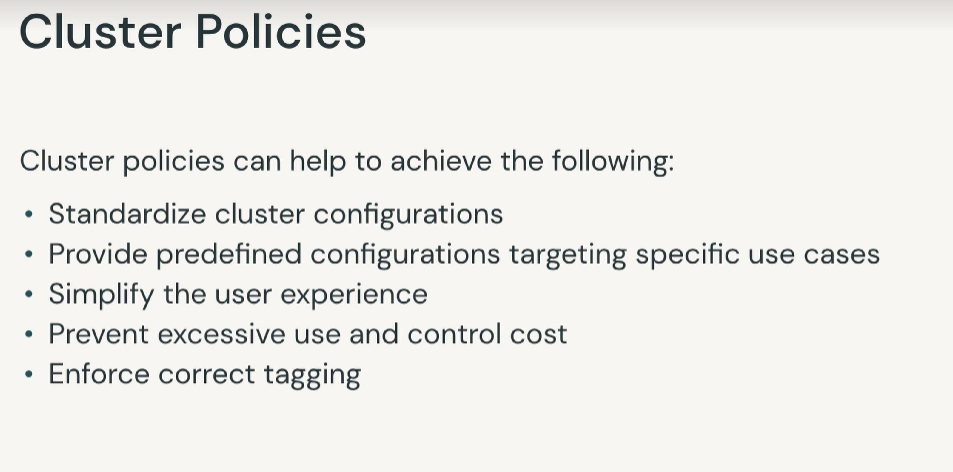 Cluster Policies
Cluster policies can help to achieve the following:
• Standardize cluster configurations
• Provide predefined configurations targeting specific use cases
• Simplify the user experience
• Prevent excessive use and control cost
• Enforce correct tagging